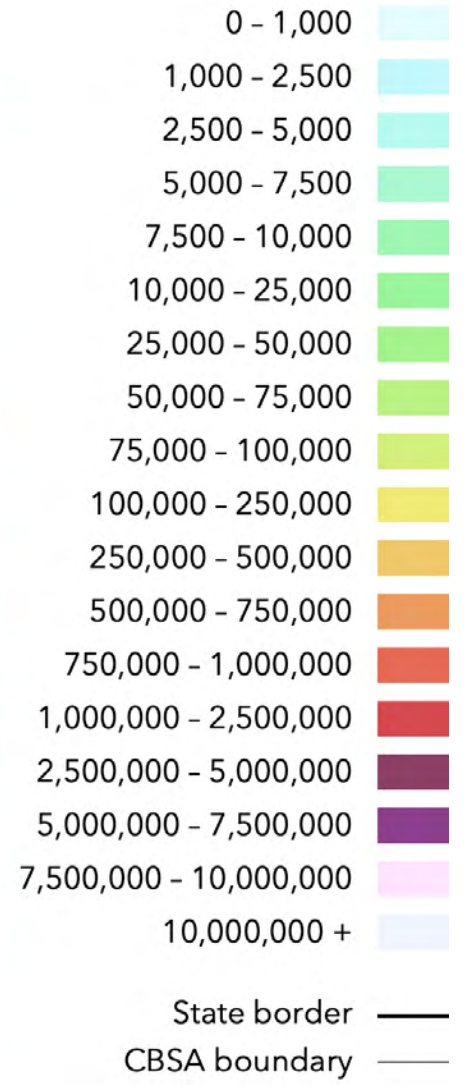 0 – 1,000
1,000 – 2,500
2,500 – 5,000
5,000 – 7,500
7,500 – 10,000
10,000 – 25,000
25,000 – 50,000
50,000 – 75,000
75,000 – 100,000
100,000 – 250,000
250,000 – 500,000
500,000 – 750,000
750,000 – 1,000,000
1,000,000 – 2,500,000
2,500,000 – 5,000,000
5,000,000 – 7,500,000
7,500,000 – 10,000,000
10,000,000 +
State border
CBSA boundary